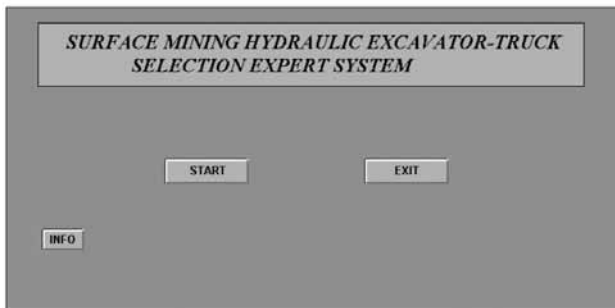 SURFACE MINING HYDRAULIC EXCAVATOR-TRUCK
SELECTION EXPERT SYSTEM
START
EXIT
INFO